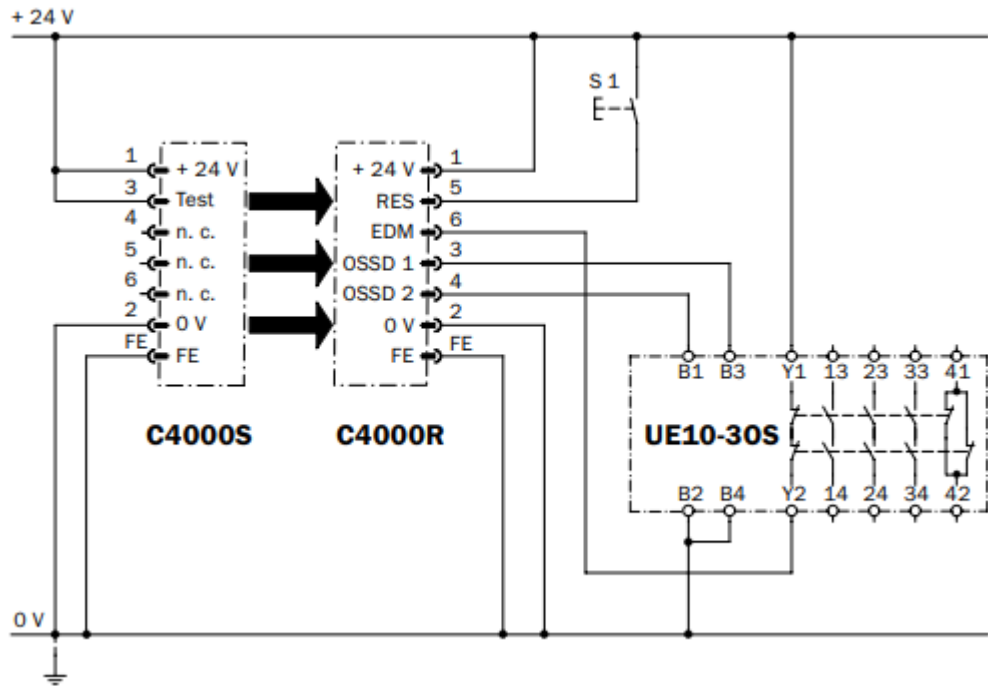 + 24 V
S 1
1 + 24 V + 24 V 1
3 Test RES 5
4 n. c. EDM 6
5 n. c. OSSD 1 3
6 n. c. OSSD 2 4
2 0 V 0 V 2
FE FE FE FE
B1 B3 Y1 13 23 33 41
C4000S C4000R UE10-3OS
B2 B4 Y2 14 24 34 42
0 V